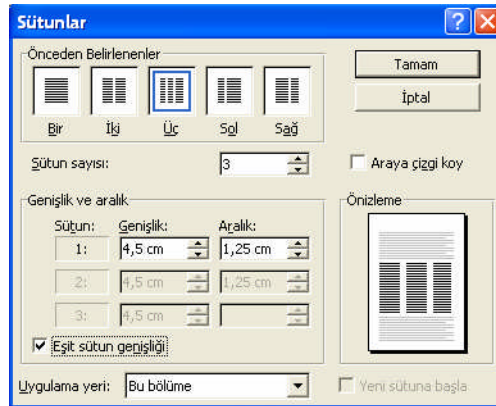 Sütunlar
Önceden Belirlenenler
Bir İki Üç Sol Sağ
Tamam
İptal
Sütun sayısı: 3
Araya çizgi koy
Genişlik ve aralık
Sütun: Genişlik: Aralık:
1: 4,5 cm 1,25 cm
2: 4,5 cm 1,25 cm
3: 4,5 cm
Eşit sütun genişliği
Önizleme
Uygulama yeri: Bu bölüme
Yeni sütuna başla